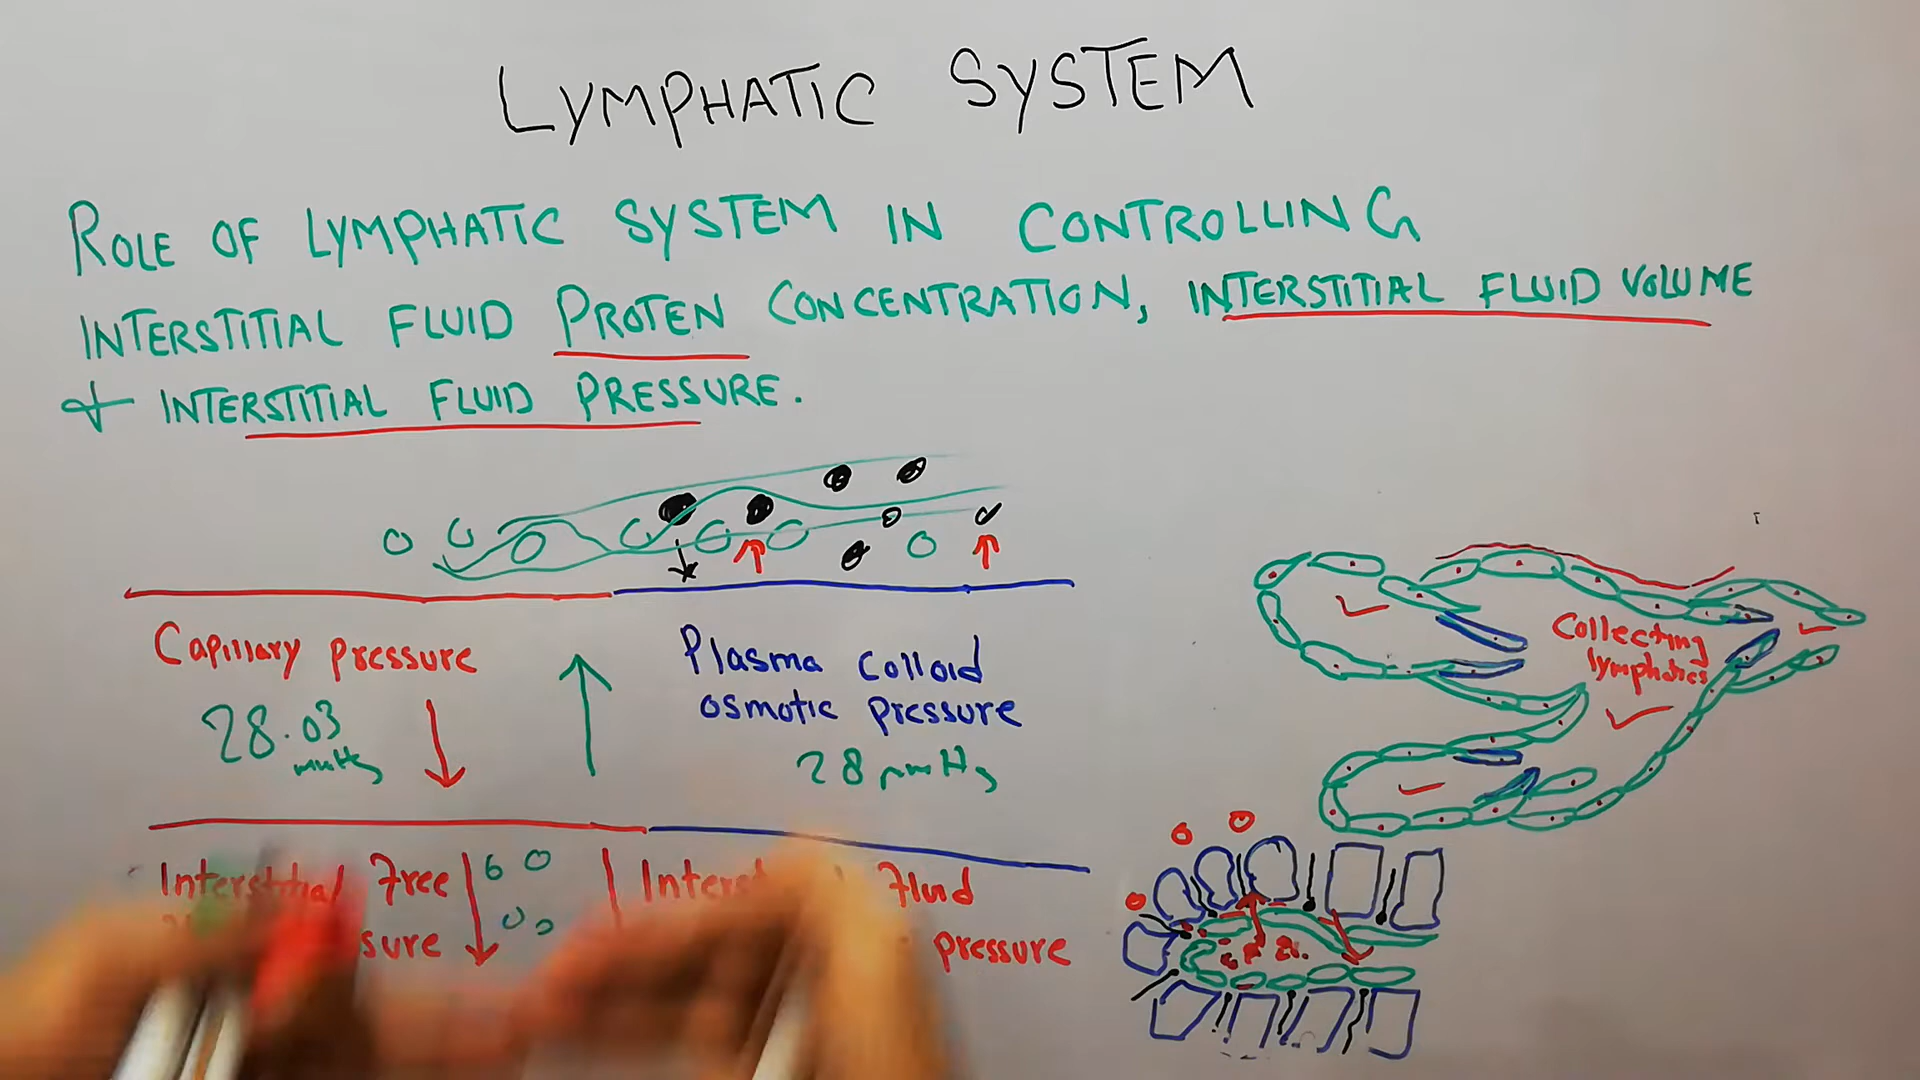 LYMPHATIC SYSTEM
ROLE OF LYMPHATIC SYSTEM IN CONTROLLING
INTERSTITIAL FLUID PROTEN CONCENTRATION, INTERSTITIAL FLUID VOLUME
+ INTERSTITIAL FLUID PRESSURE.
Capillary pressure
28.03
mmHg
Plasma colloid
osmotic pressure
28 mmHg
Interstitial Free
Fluid
pressure
Collecting
lymphatics